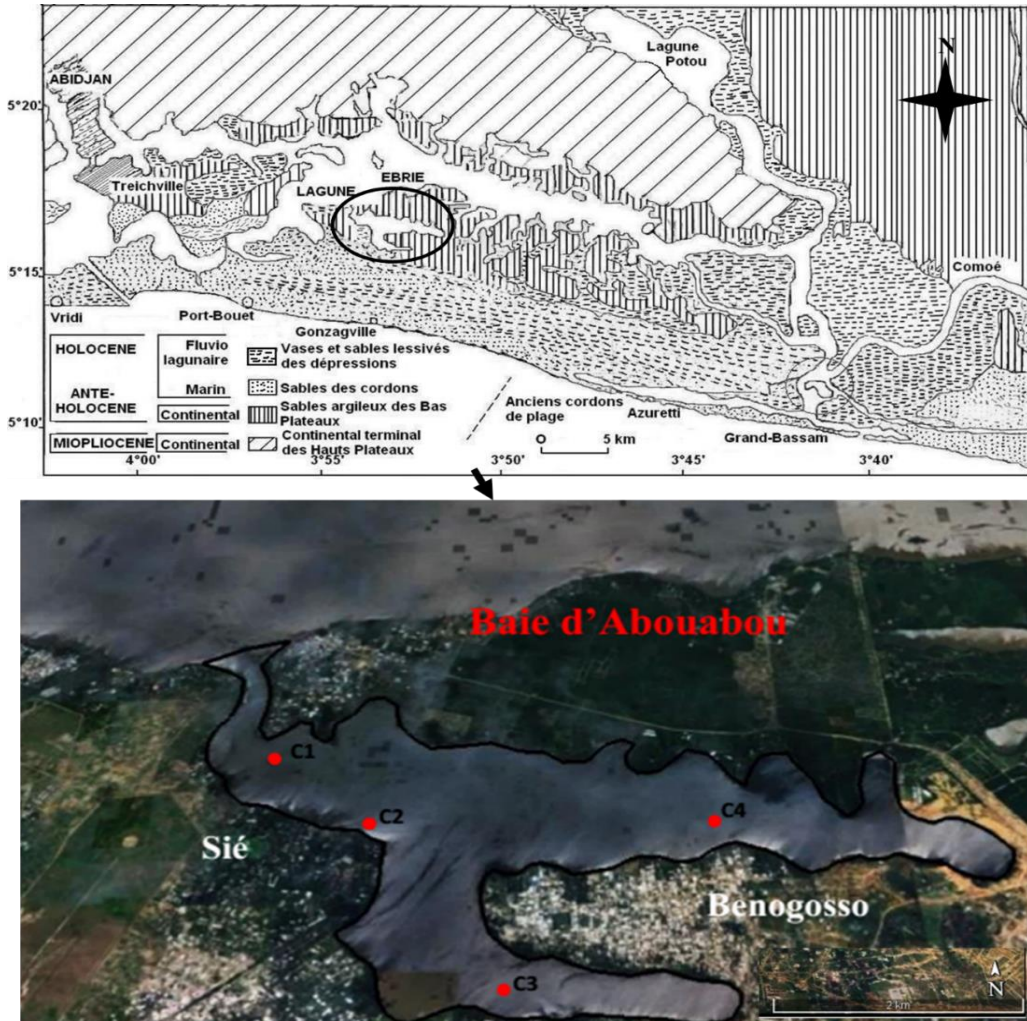 Lagune
Potou
N
ABIDJAN
5°20'
Treichville
LAGUNE
EBRIE
5°15'
Comoé
Vridi
Port-Bouet
Gonzagville
HOLOCENE
Fluvio
lagunaire
Vases et sables lessivés
des dépressions
Marin
Sables des cordons
ANTE-
HOLOCENE
Continental
Sables argileux des Bas
Plateaux
MIOPLIOCENE
Continental
Continental terminal
des Hauts Plateaux
Anciens cordons
de plage
0
5 km
Azuretti
Grand-Bassam
5°10'
4°00'
3°55'
3°50'
3°45'
3°40'
Baie d'Abouabou
C1
C2
C4
Sié
Benogosso
C3
N
2 km